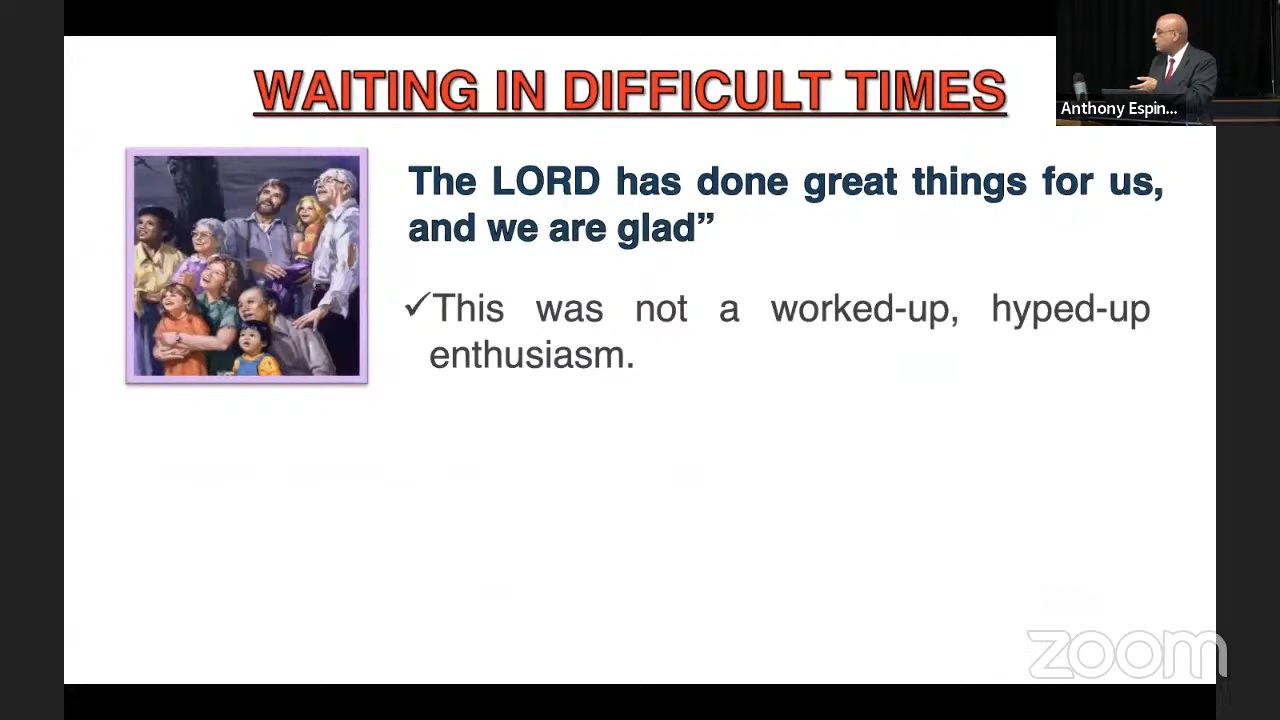 WAITING IN DIFFICULT TIMES
Anthony Espin...
The LORD has done great things for us,
and we are glad”
✓This was not a worked-up, hyped-up
enthusiasm.
zoom